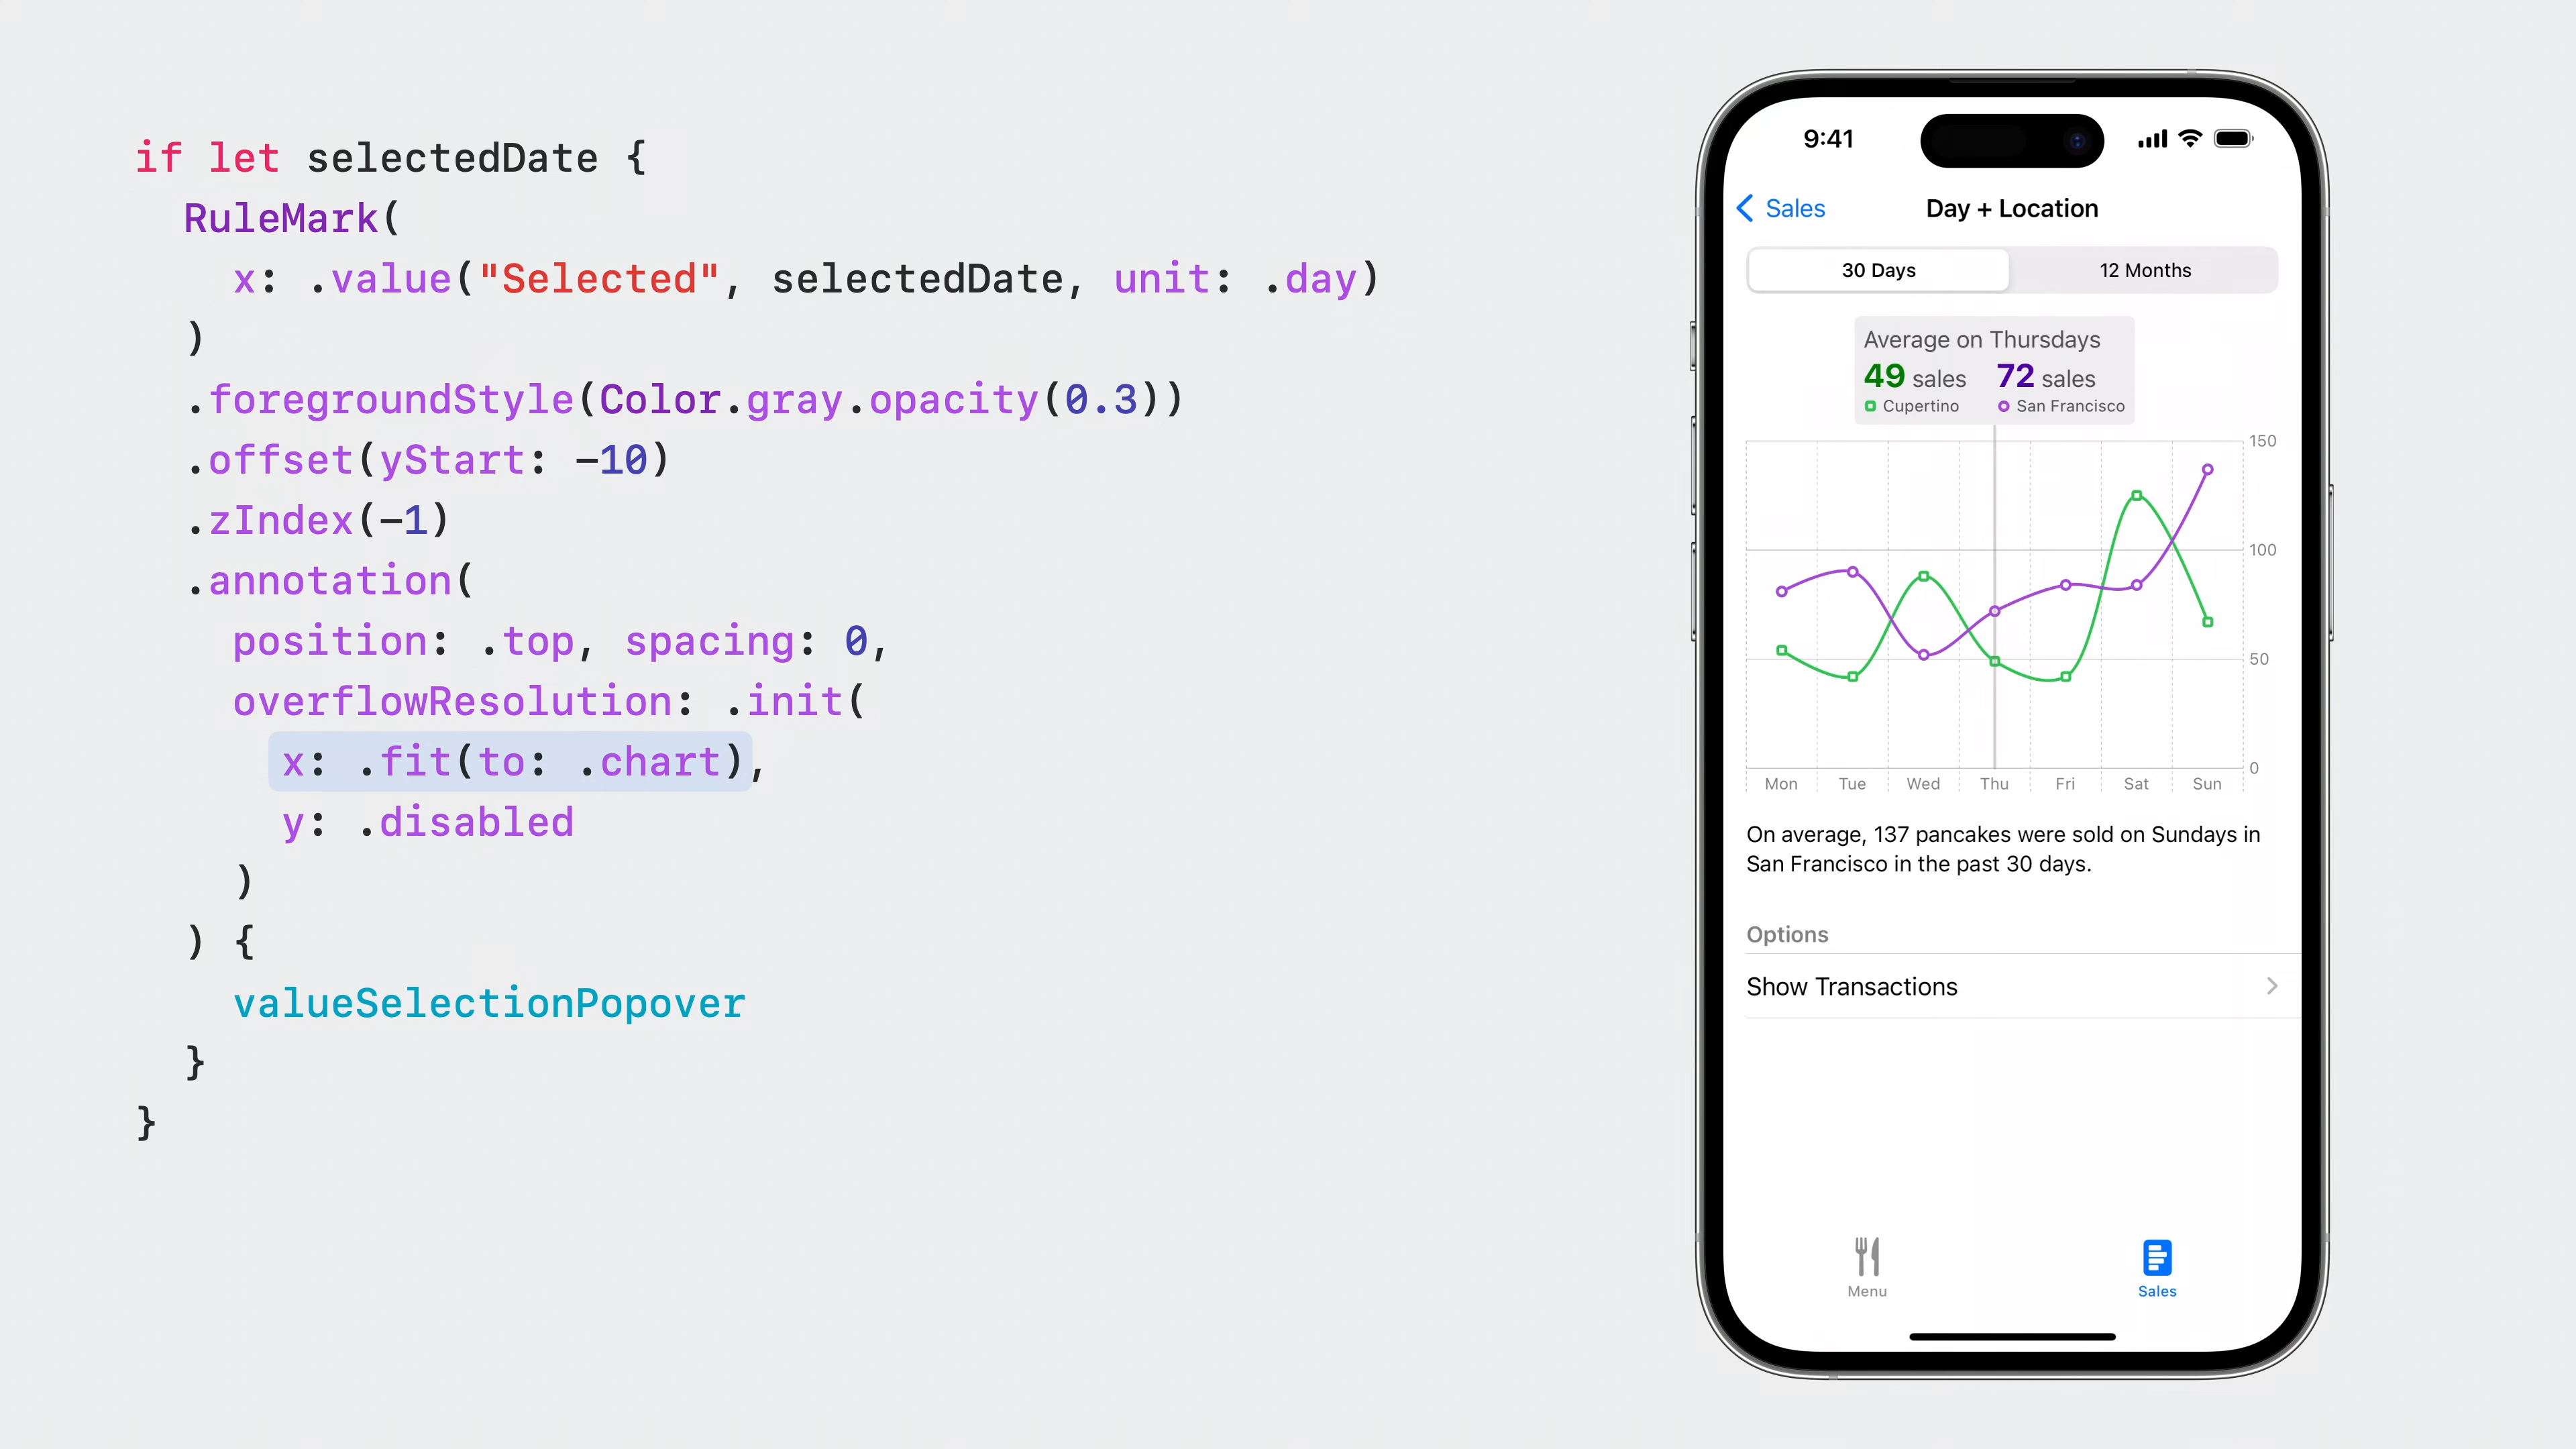 if let selectedDate {
RuleMark(
x: .value("Selected", selectedDate, unit: .day)
)
.foregroundStyle(Color.gray.opacity(0.3))
.offset(yStart: −10)
.zIndex(−1)
.annotation(
position: .top, spacing: 0,
overflowResolution: .init(
x: .fit(to: .chart),
y: .disabled
)
) {
valueSelectionPopover
}
}
9:41
Sales
Day + Location
30 Days
12 Months
Average on Thursdays
49 sales 72 sales
Cupertino San Francisco
150
100
50
0
Mon Tue Wed Thu Fri Sat Sun
On average, 137 pancakes were sold on Sundays in
San Francisco in the past 30 days.
Options
Show Transactions
Menu
Sales